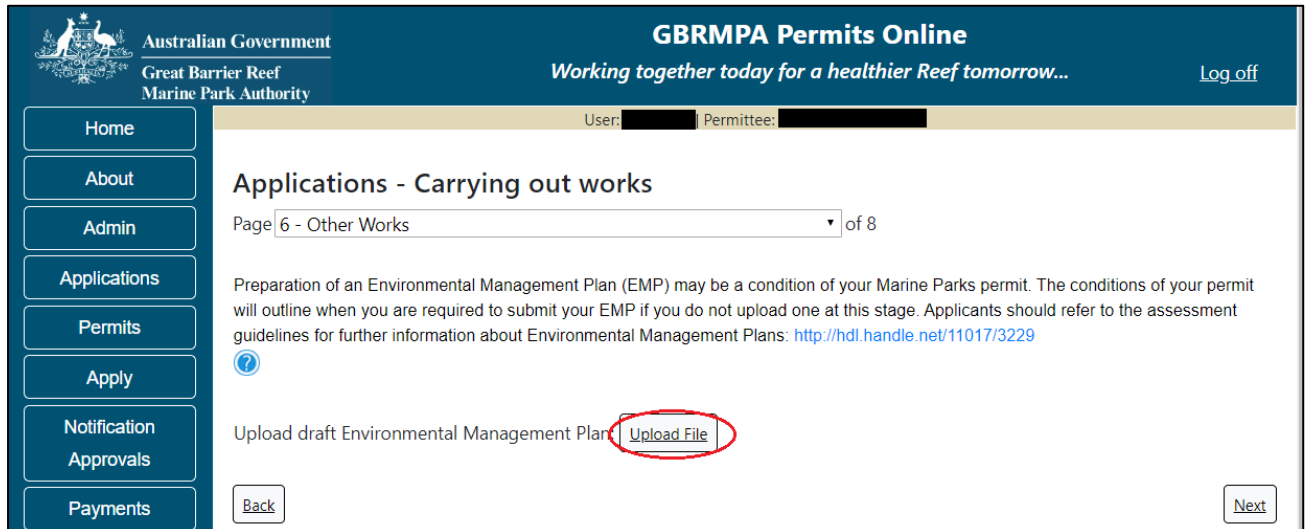 Australian Government
Great Barrier Reef
Marine Park Authority
GBRMPA Permits Online
Working together today for a healthier Reef tomorrow...
Log off
User: | Permittee:
Home
About
Admin
Applications
Permits
Apply
Notification
Approvals
Payments
Applications - Carrying out works
Page 6 - Other Works of 8
Preparation of an Environmental Management Plan (EMP) may be a condition of your Marine Parks permit. The conditions of your permit
will outline when you are required to submit your EMP if you do not upload one at this stage. Applicants should refer to the assessment
guidelines for further information about Environmental Management Plans: http://hdl.handle.net/11017/3229
?
Upload draft Environmental Management Plan: Upload File
Back
Next